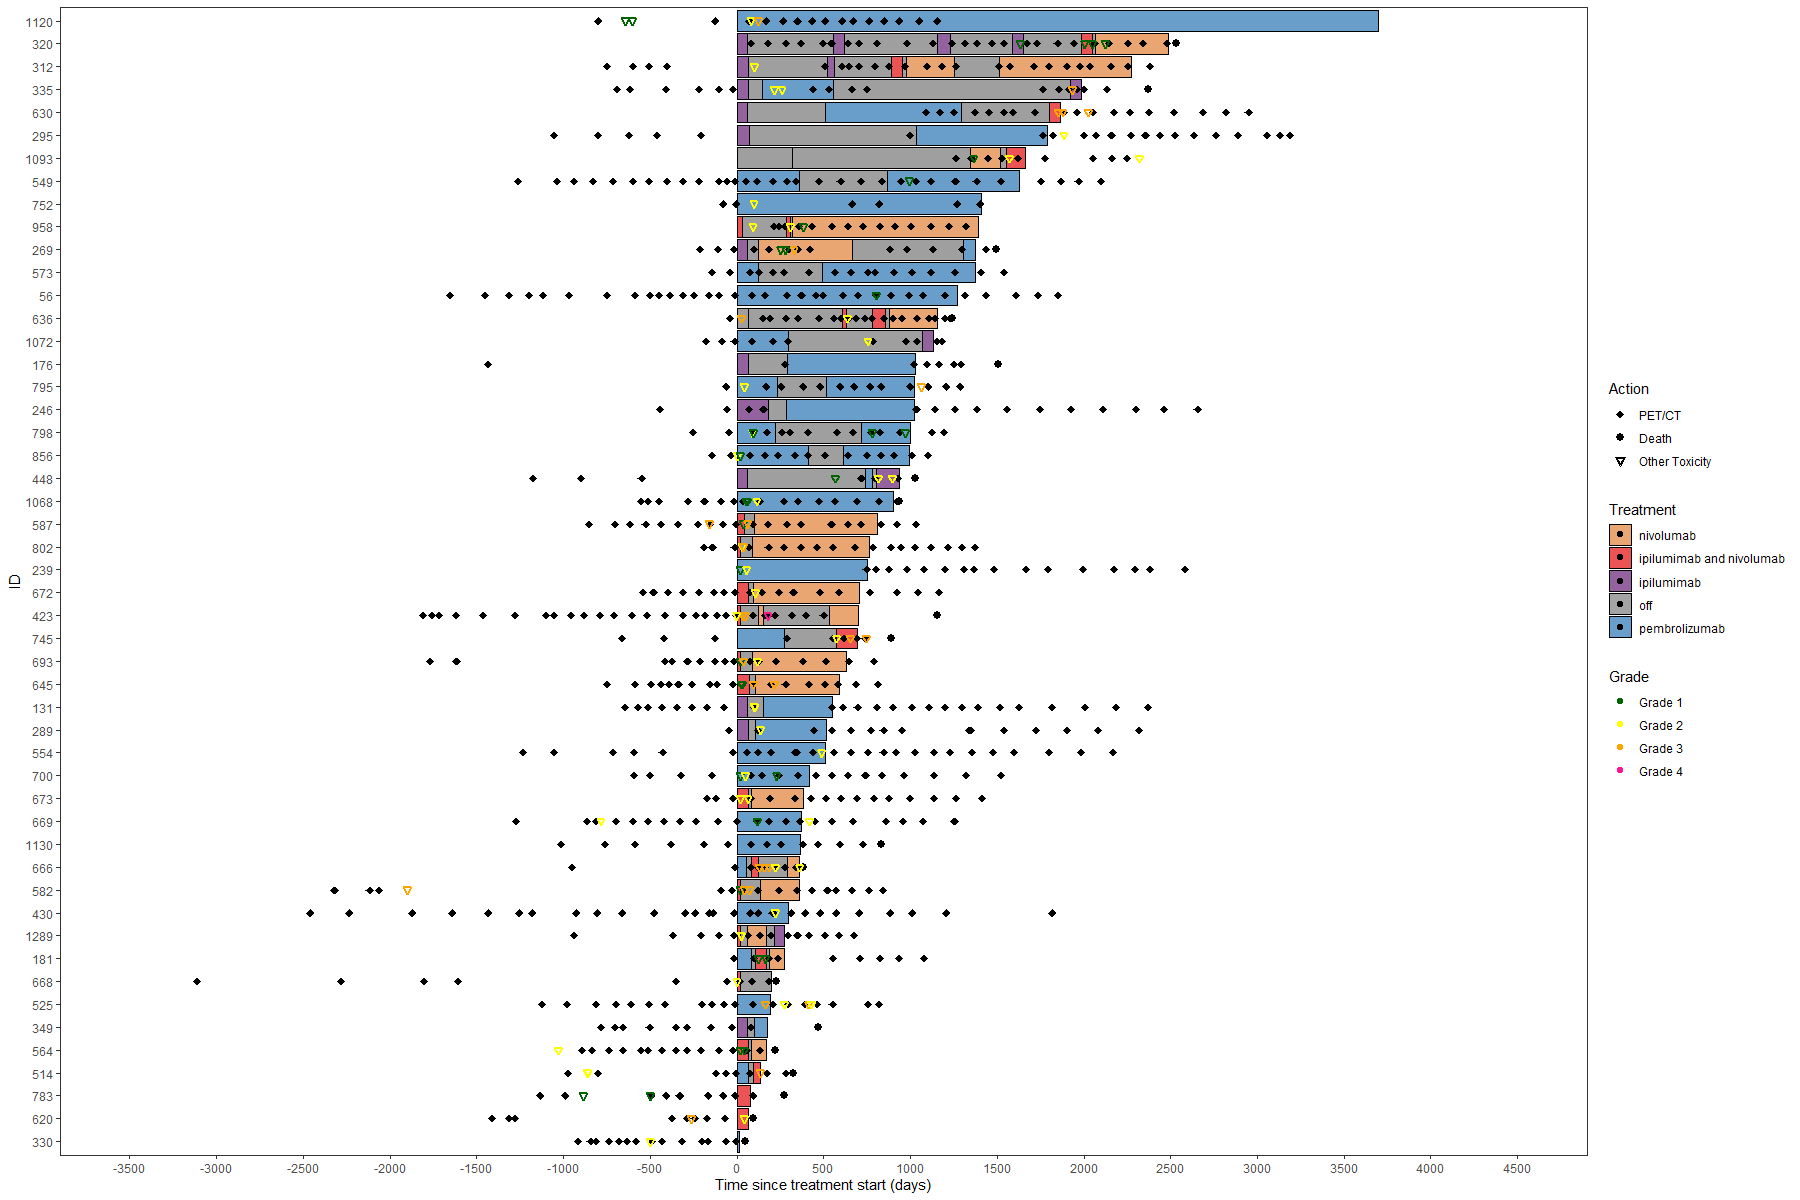 1120
320
312
335
630
295
1093
549
752
958
269
573
56
636
1072
176
795
246
798
856
448
1068
587
802
239
672
423
745
693
645
131
289
554
700
673
669
1130
666
582
430
1289
181
668
525
349
564
514
783
620
330
ID
-3500 -3000 -2500 -2000 -1500 -1000 -500 0 500 1000 1500 2000 2500 3000 3500 4000 4500
Time since treatment start (days)
Action
PET/CT
Death
Other Toxicity
Treatment
nivolumab
ipilumimab and nivolumab
ipilumimab
off
pembrolizumab
Grade
Grade 1
Grade 2
Grade 3
Grade 4